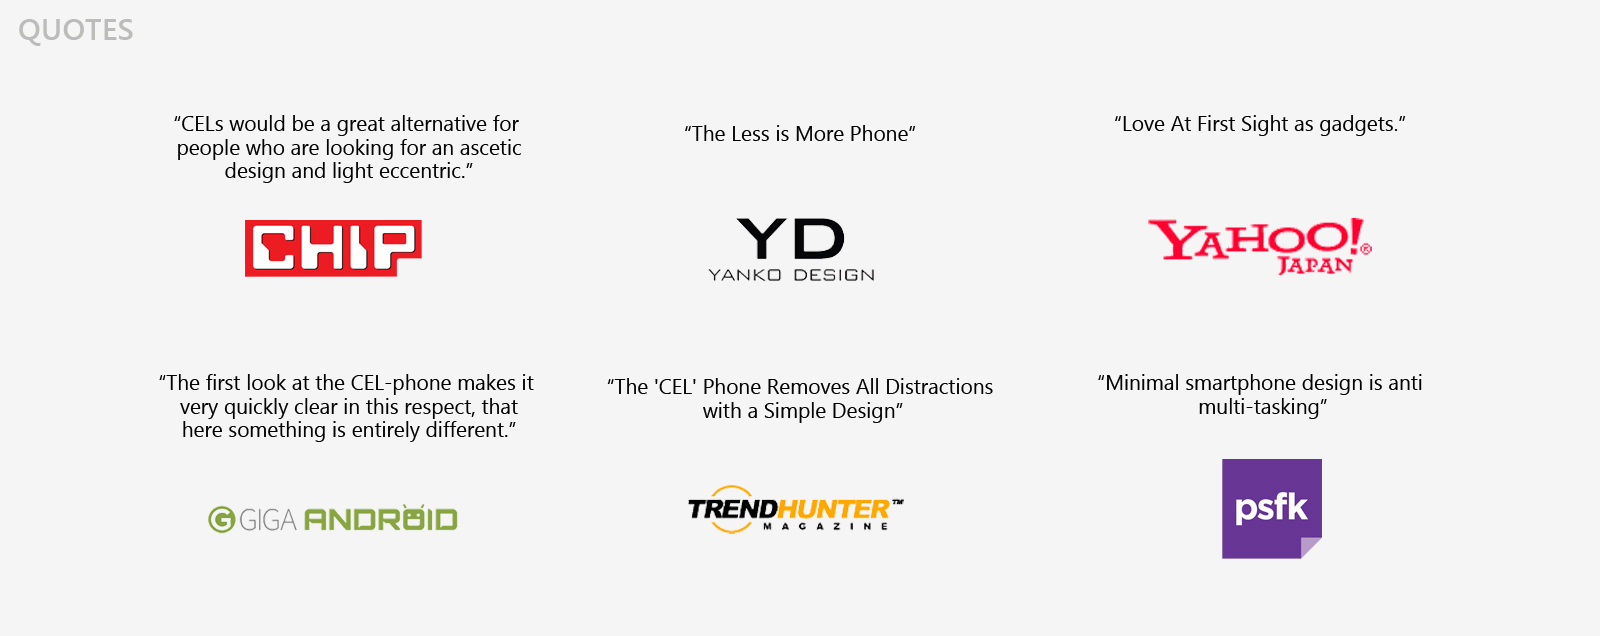 QUOTES
“CELs would be a great alternative for
people who are looking for an ascetic
design and light eccentric.”
CHIP
“The Less is More Phone”
YD
YANKO DESIGN
“Love At First Sight as gadgets.”
YAHOO!®
JAPAN
“The first look at the CEL-phone makes it
very quickly clear in this respect, that
here something is entirely different.”
G GIGA ANDROID
“The 'CEL' Phone Removes All Distractions
with a Simple Design”
TRENDHUNTER™
MAGAZINE
“Minimal smartphone design is anti
multi-tasking”
psfk